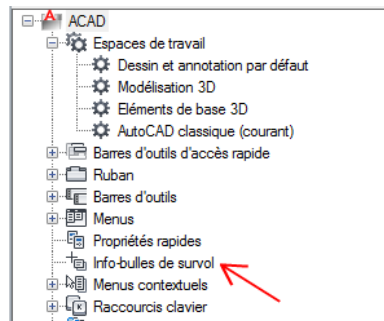 ACAD
Espaces de travail
Dessin et annotation par défaut
Modélisation 3D
Eléments de base 3D
AutoCAD classique (courant)
Barres d'outils d'accès rapide
Ruban
Barres d'outils
Menus
Propriétés rapides
Info-bulles de survol
Menus contextuels
Raccourcis clavier